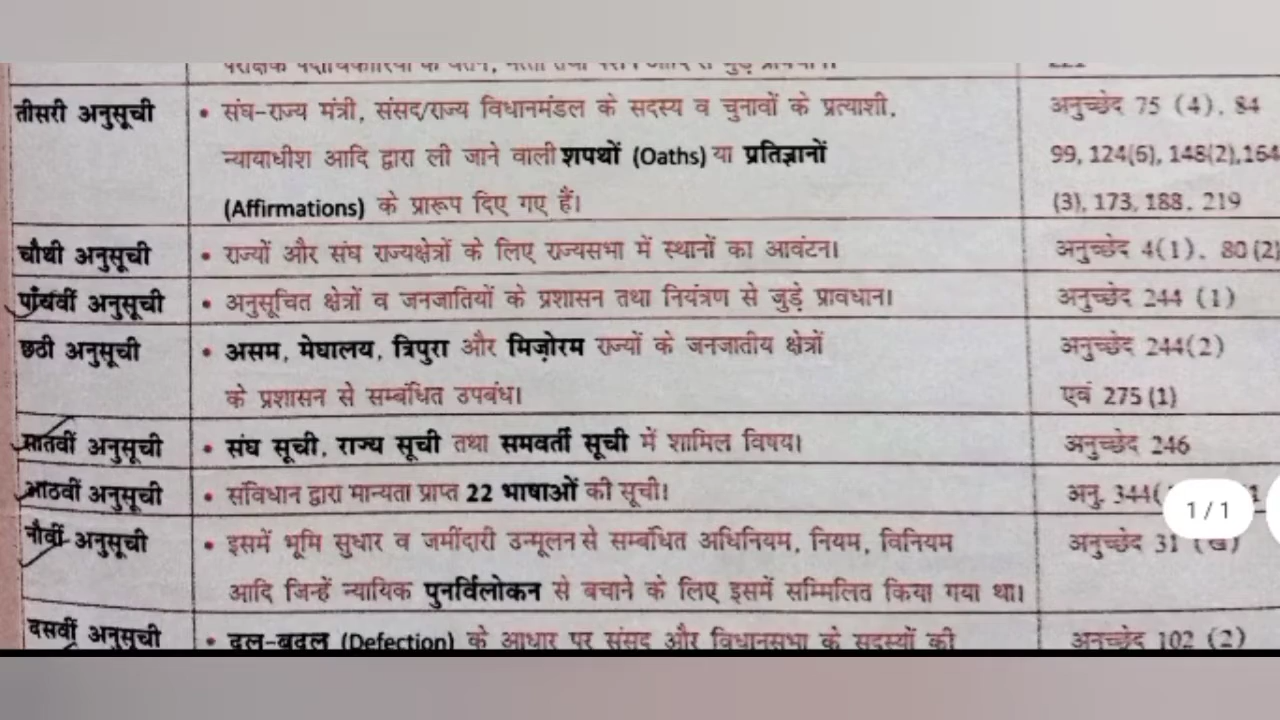 तीसरी अनुसूची • संघ-राज्य मंत्री, संसद/राज्य विधानमंडल के सदस्य व चुनावों के प्रत्याशी, अनुच्छेद 75 (4), 84
न्यायाधीश आदि द्वारा ली जाने वाली शपथों (Oaths) या प्रतिज्ञानों 99, 124(6), 148(2), 164
(Affirmations) के प्रारूप दिए गए हैं। (3), 173, 188, 219
चौथी अनुसूची • राज्यों और संघ राज्यक्षेत्रों के लिए राज्यसभा में स्थानों का आवंटन। अनुच्छेद 4(1), 80(2)
पाँचवीं अनुसूची • अनुसूचित क्षेत्रों व जनजातियों के प्रशासन तथा नियंत्रण से जुड़े प्रावधान। अनुच्छेद 244 (1)
छठी अनुसूची • असम, मेघालय, त्रिपुरा और मिज़ोरम राज्यों के जनजातीय क्षेत्रों अनुच्छेद 244(2)
के प्रशासन से सम्बंधित उपबंध। एवं 275(1)
सातवीं अनुसूची • संघ सूची, राज्य सूची तथा समवर्ती सूची में शामिल विषय। अनुच्छेद 246
आठवीं अनुसूची • संविधान द्वारा मान्यता प्राप्त 22 भाषाओं की सूची। अनु. 344(
1/1
नौवीं अनुसूची • इसमें भूमि सुधार व जमींदारी उन्मूलन से सम्बंधित अधिनियम, नियम, विनियम अनुच्छेद 31 (ख)
आदि जिन्हें न्यायिक पुनर्विलोकन से बचाने के लिए इसमें सम्मिलित किया गया था।
दसवीं अनुसूची • दल-बदल (Defection) के आधार पर संसद और विधानसभा के सदस्यों की अनुच्छेद 102 (2)